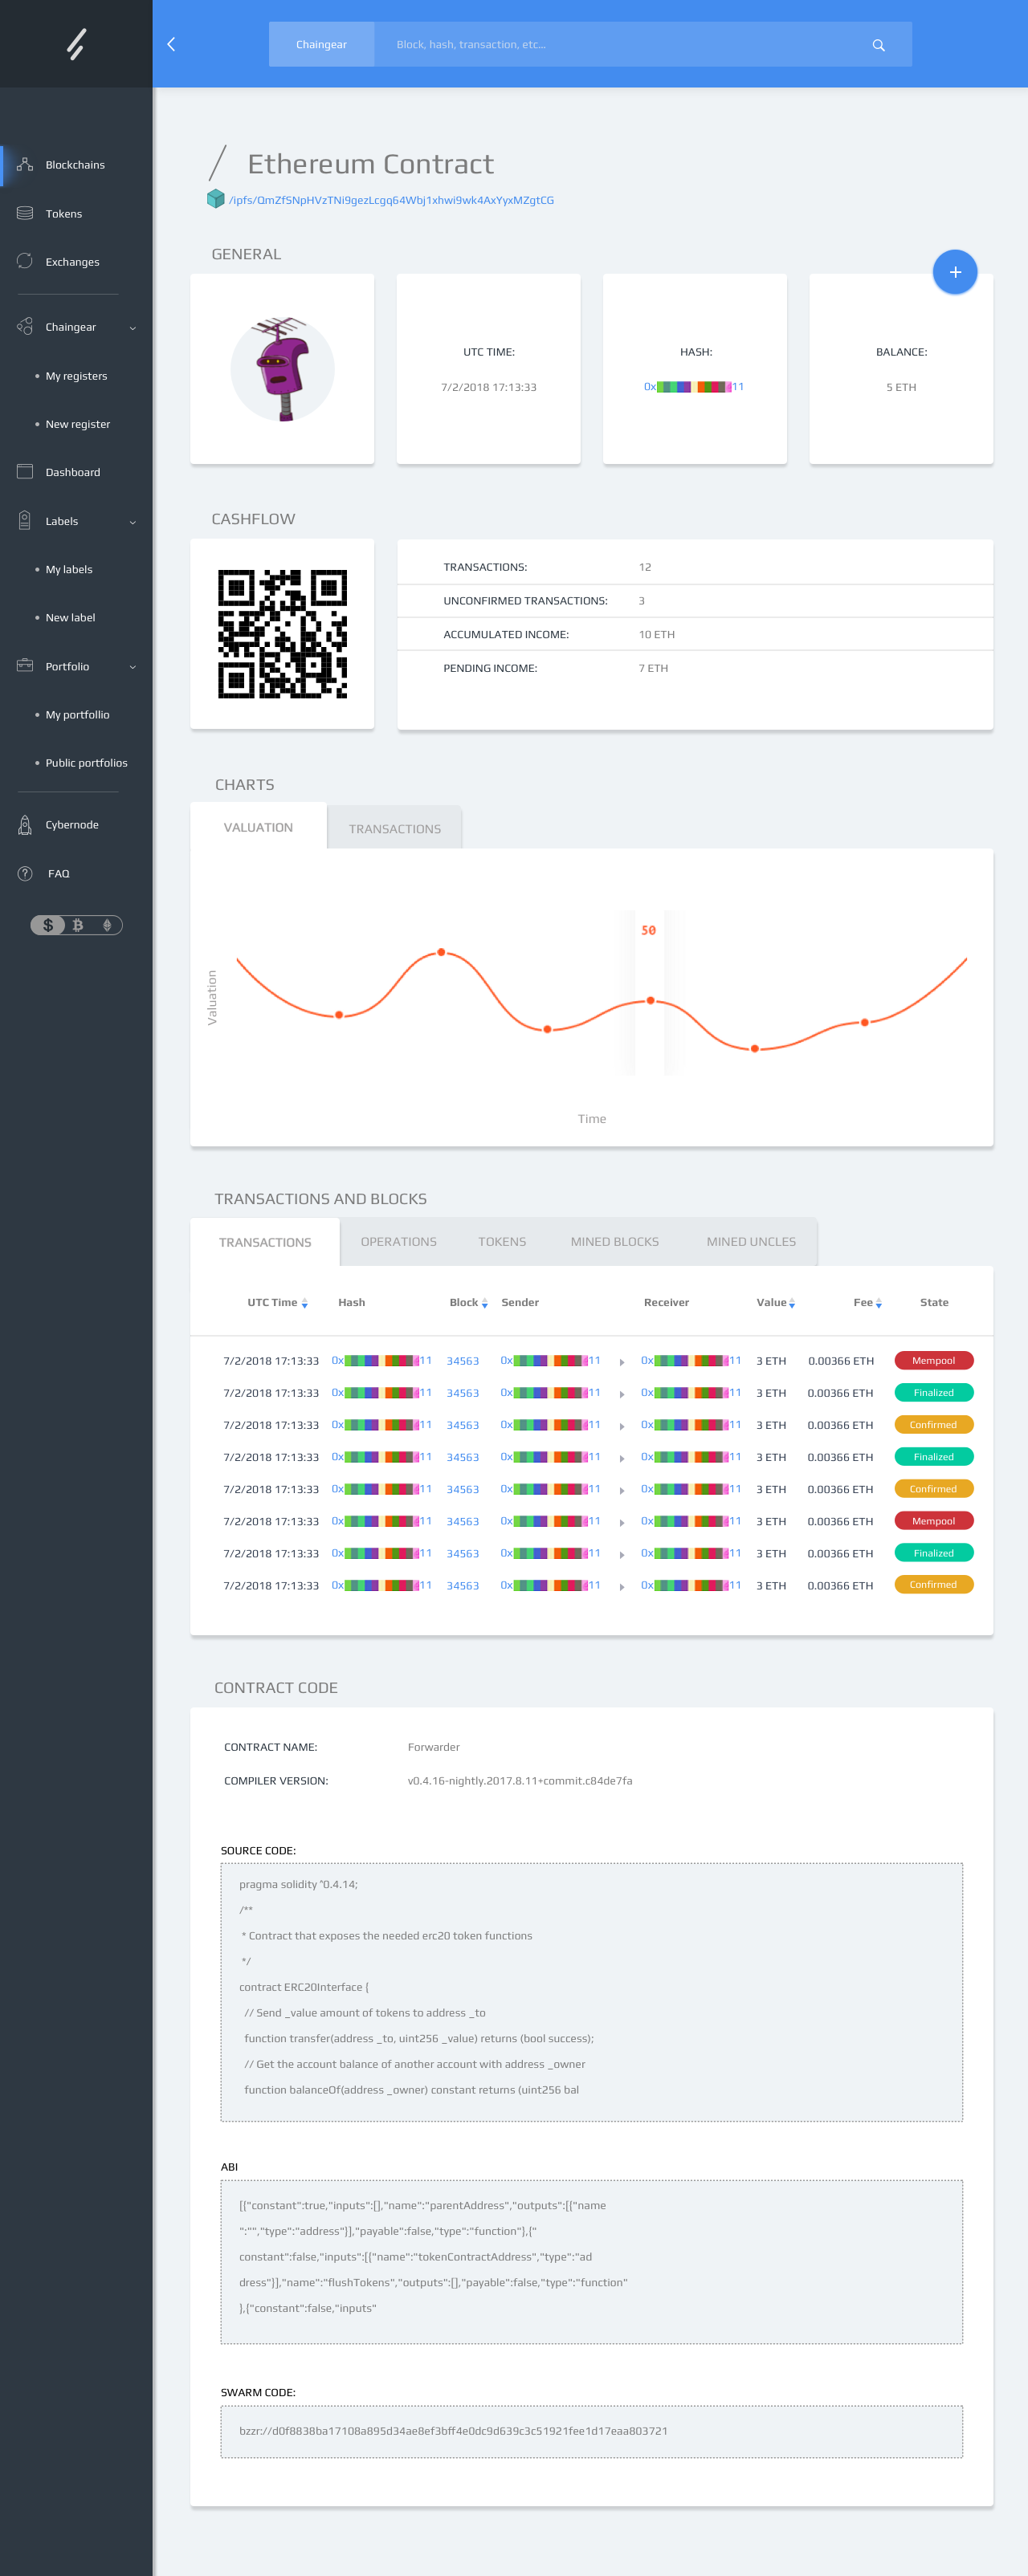 Chaingear
Block, hash, transaction, etc...
Blockchains
Tokens
Exchanges
Chaingear
My registers
New register
Dashboard
Labels
My labels
New label
Portfolio
My portfollio
Public portfolios
Cybernode
FAQ
/ Ethereum Contract
/ipfs/QmZfSNpHVzTNi9gezLcgq64Wbj1xhwi9wk4AxYyxMZgtCG
GENERAL
UTC TIME:
7/2/2018 17:13:33
HASH:
0x 11
BALANCE:
5 ETH
CASHFLOW
TRANSACTIONS: 12
UNCONFIRMED TRANSACTIONS: 3
ACCUMULATED INCOME: 10 ETH
PENDING INCOME: 7 ETH
CHARTS
VALUATION TRANSACTIONS
50
Valuation
Time
TRANSACTIONS AND BLOCKS
TRANSACTIONS OPERATIONS TOKENS MINED BLOCKS MINED UNCLES
UTC Time Hash Block Sender Receiver Value Fee State
7/2/2018 17:13:33 0x 11 34563 0x 11 0x 11 3 ETH 0.00366 ETH Mempool
7/2/2018 17:13:33 0x 11 34563 0x 11 0x 11 3 ETH 0.00366 ETH Finalized
7/2/2018 17:13:33 0x 11 34563 0x 11 0x 11 3 ETH 0.00366 ETH Confirmed
7/2/2018 17:13:33 0x 11 34563 0x 11 0x 11 3 ETH 0.00366 ETH Finalized
7/2/2018 17:13:33 0x 11 34563 0x 11 0x 11 3 ETH 0.00366 ETH Confirmed
7/2/2018 17:13:33 0x 11 34563 0x 11 0x 11 3 ETH 0.00366 ETH Mempool
7/2/2018 17:13:33 0x 11 34563 0x 11 0x 11 3 ETH 0.00366 ETH Finalized
7/2/2018 17:13:33 0x 11 34563 0x 11 0x 11 3 ETH 0.00366 ETH Confirmed
CONTRACT CODE
CONTRACT NAME: Forwarder
COMPILER VERSION: v0.4.16-nightly.2017.8.11+commit.c84de7fa
SOURCE CODE:
pragma solidity ^0.4.14;
/**
* Contract that exposes the needed erc20 token functions
*/
contract ERC20Interface {
// Send _value amount of tokens to address _to
function transfer(address _to, uint256 _value) returns (bool success);
// Get the account balance of another account with address _owner
function balanceOf(address _owner) constant returns (uint256 bal
ABI
[{"constant":true,"inputs":[],"name":"parentAddress","outputs":[{"name
":"","type":"address"}],"payable":false,"type":"function"},{"
constant":false,"inputs":[{"name":"tokenContractAddress","type":"ad
dress"}],"name":"flushTokens","outputs":[],"payable":false,"type":"function"
},{"constant":false,"inputs"
SWARM CODE:
bzzr://d0f8838ba17108a895d34ae8ef3bff4e0dc9d639c3c51921fee1d17eaa803721